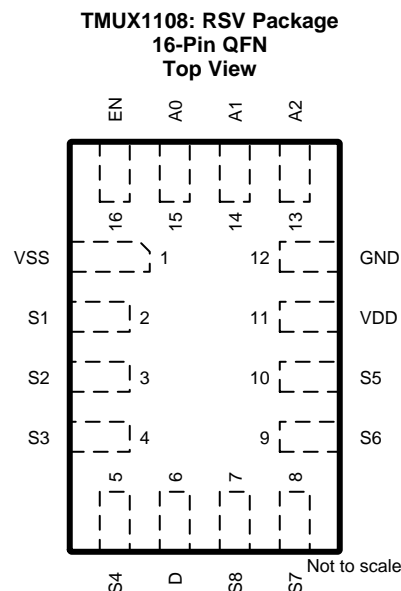 TMUX1108: RSV Package
16-Pin QFN
Top View
EN A0 A1 A2
16 15 14 13
VSS 1 12 GND
S1 2 11 VDD
S2 3 10 S5
S3 4 9 S6
5 6 7 8
S4 D S8 S7
Not to scale